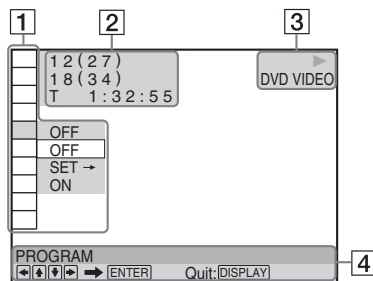 1 2 3
12(27)
18(34)
T 1:32:55
DVD VIDEO
OFF
OFF
SET →
ON
PROGRAM
ENTER Quit: DISPLAY
4